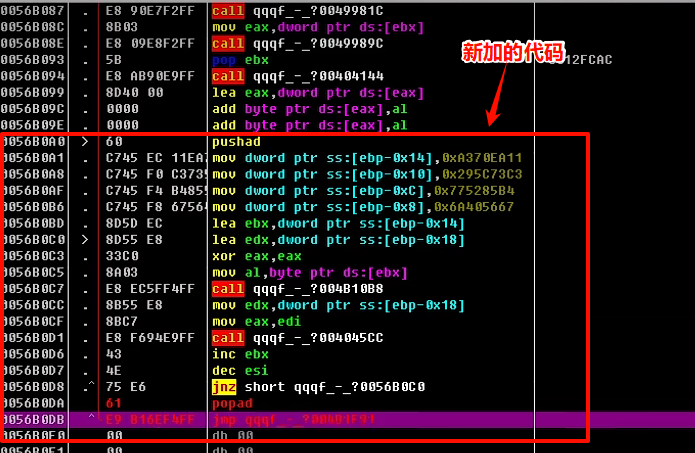 0056B087 . E8 90E7F2FF call qqqf_-_?0049981C
0056B08C . 8B03 mov eax,dword ptr ds:[ebx]
0056B08E . E8 09E8F2FF call qqqf_-_?0049989C
0056B093 . 5B pop ebx 12FCAC
0056B094 . E8 AB90E9FF call qqqf_-_?00404144
0056B099 . 8D40 00 lea eax,dword ptr ds:[eax]
0056B09C . 0000 add byte ptr ds:[eax],al
0056B09E . 0000 add byte ptr ds:[eax],al
新加的代码
0056B0A0 > 60 pushad
0056B0A1 . C745 EC 11EA7 mov dword ptr ss:[ebp-0x14],0xA370EA11
0056B0A8 . C745 F0 C3735 mov dword ptr ss:[ebp-0x10],0x295C73C3
0056B0AF . C745 F4 B4855 mov dword ptr ss:[ebp-0xC],0x775285B4
0056B0B6 . C745 F8 67564 mov dword ptr ss:[ebp-0x8],0x6A405667
0056B0BD . 8D5D EC lea ebx,dword ptr ss:[ebp-0x14]
0056B0C0 > 8D55 E8 lea edx,dword ptr ss:[ebp-0x18]
0056B0C3 . 33C0 xor eax,eax
0056B0C5 . 8A03 mov al,byte ptr ds:[ebx]
0056B0C7 . E8 EC5FF4FF call qqqf_-_?004B10B8
0056B0CC . 8B55 E8 mov edx,dword ptr ss:[ebp-0x18]
0056B0CF . 8BC7 mov eax,edi
0056B0D1 . E8 F694E9FF call qqqf_-_?004045CC
0056B0D6 . 43 inc ebx
0056B0D7 . 4E dec esi
0056B0D8 .^ 75 E6 jnz short qqqf_-_?0056B0C0
0056B0DA 61 popad
0056B0DB ^ E9 B16EF4FF jmp qqqf_-_?004B1F91
0056B0E0 00 db 00
0056B0E1 00 db 00